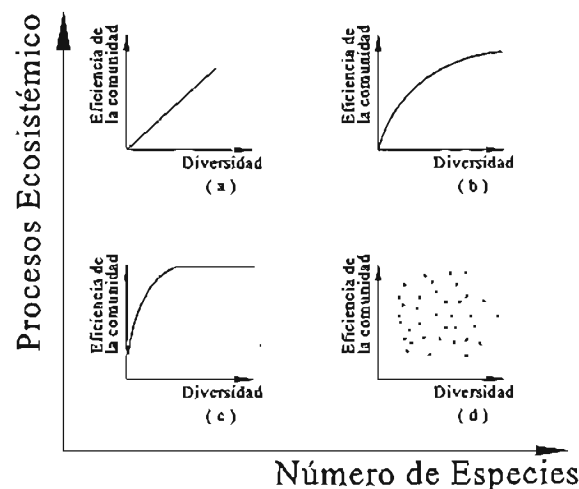 Procesos Ecosistémico
Eficiencia de
la comunidad
Diversidad
( a )
Eficiencia de
la comunidad
Diversidad
( b )
Eficiencia de
la comunidad
Diversidad
( c )
Eficiencia de
la comunidad
Diversidad
( d )
Número de Especies